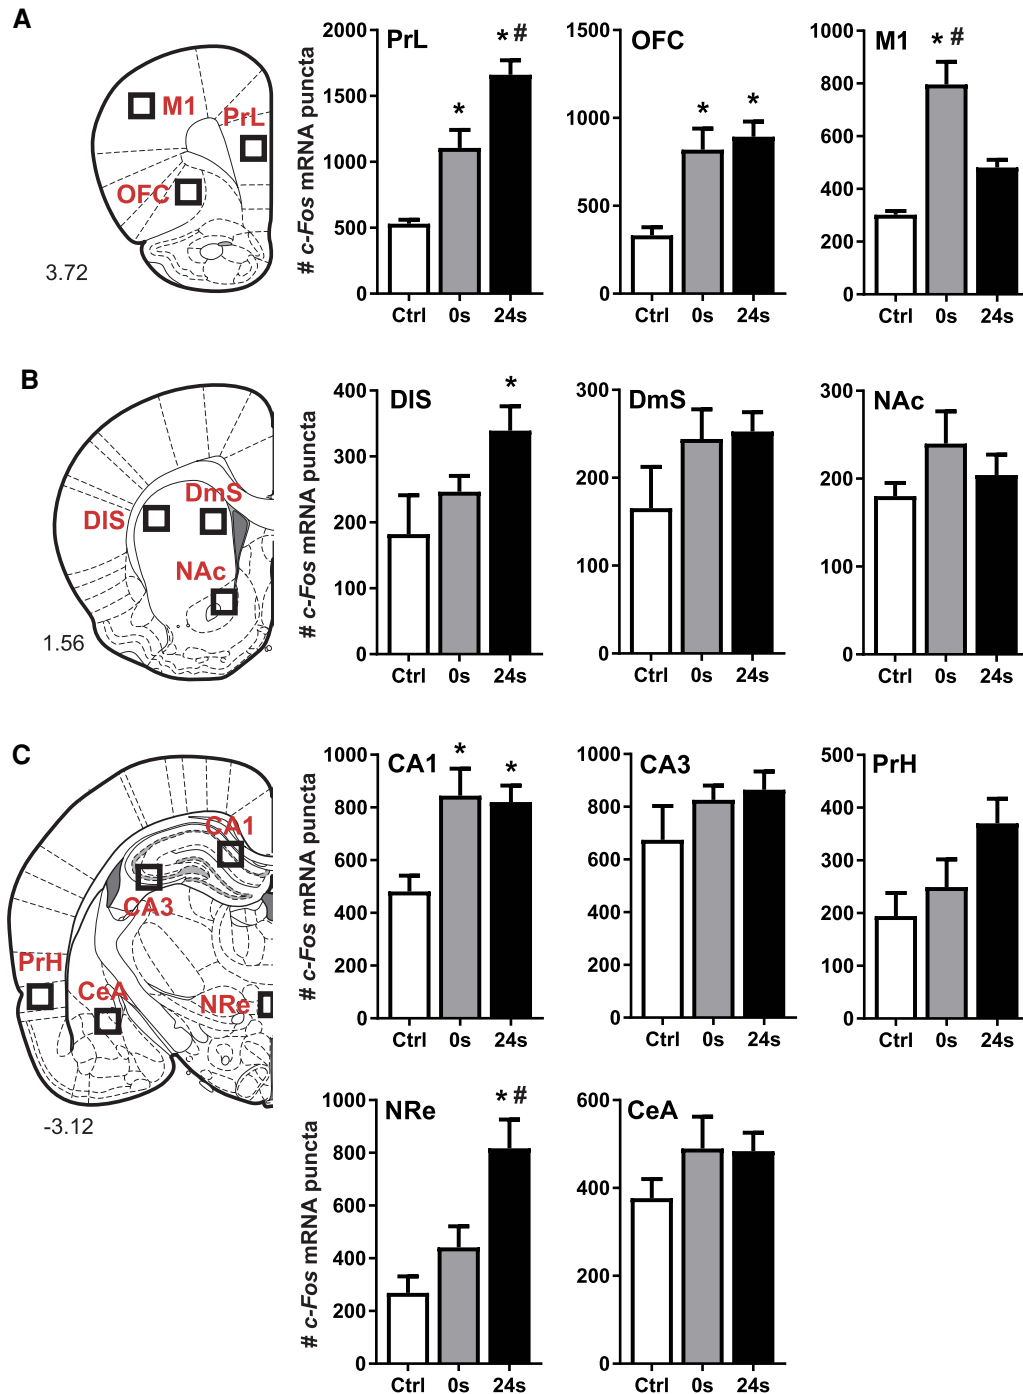 A
M1
PrL
OFC
3.72
# c-Fos mRNA puncta
PrL
2000
1500
1000
500
0
*
* #
Ctrl 0s 24s
OFC
1500
1000
500
0
*
*
Ctrl 0s 24s
M1
1000
800
600
400
200
0
* #
Ctrl 0s 24s
B
DmS
DlS
NAc
1.56
# c-Fos mRNA puncta
DlS
400
300
200
100
0
*
Ctrl 0s 24s
DmS
300
200
100
0
Ctrl 0s 24s
NAc
300
200
100
0
Ctrl 0s 24s
C
CA1
CA3
PrH
CeA
NRe
-3.12
# c-Fos mRNA puncta
CA1
1000
800
600
400
200
0
*
*
Ctrl 0s 24s
CA3
1000
800
600
400
200
0
Ctrl 0s 24s
PrH
500
400
300
200
100
0
Ctrl 0s 24s
# c-Fos mRNA puncta
NRe
1000
800
600
400
200
0
* #
Ctrl 0s 24s
CeA
600
400
200
0
Ctrl 0s 24s